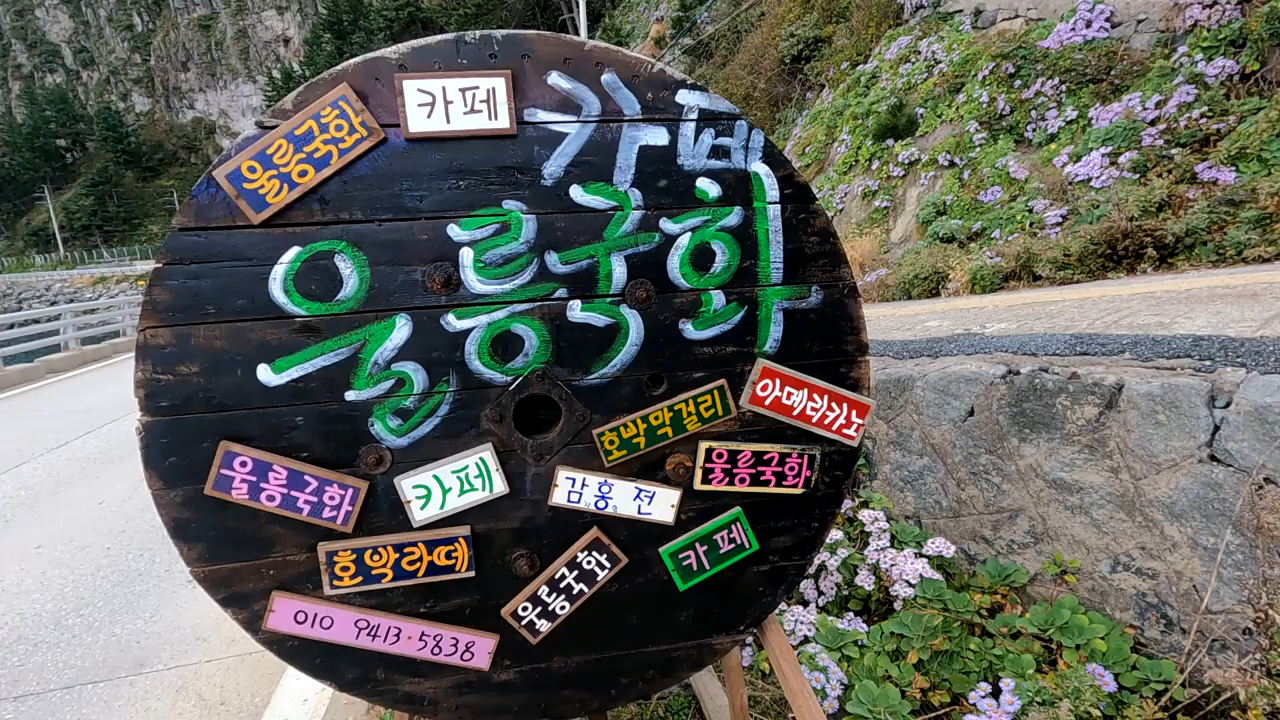 울릉국화
카페
카페
울릉국화
아메리카노
호박막걸리
울릉국화
카페
감홍 전
울릉국화
호박라떼
울릉국화
카페
010 9413·5838